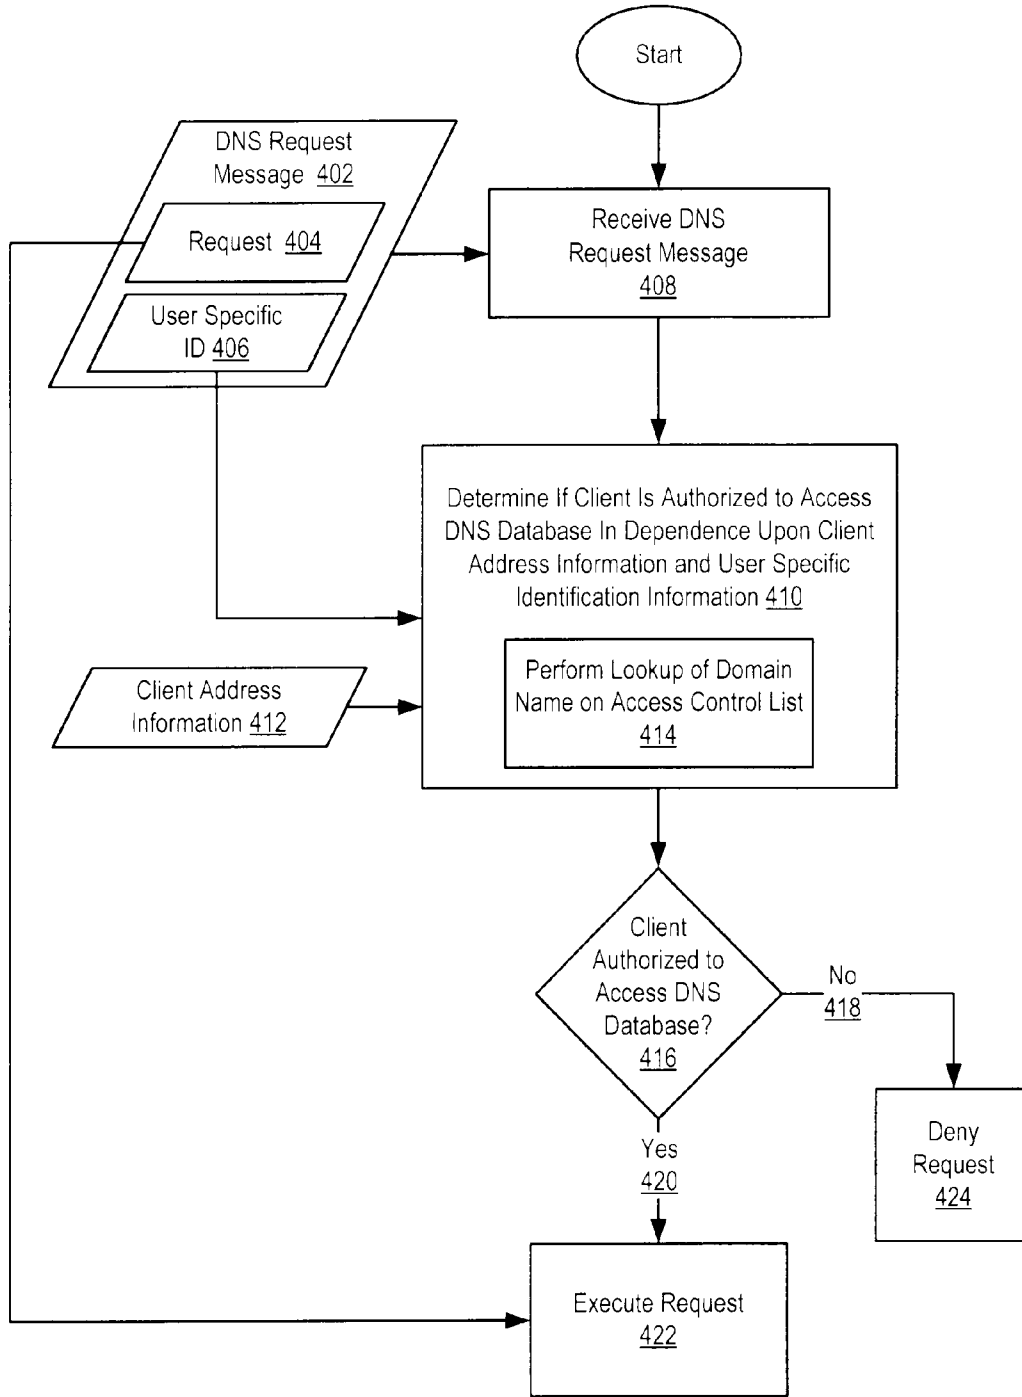 Start
DNS Request
Message 402
Request 404
User Specific
ID 406
Receive DNS
Request Message
408
Determine If Client Is Authorized to Access
DNS Database In Dependence Upon Client
Address Information and User Specific
Identification Information 410
Client Address
Information 412
Perform Lookup of Domain
Name on Access Control List
414
Client
Authorized to
Access DNS
Database?
416
No
418
Yes
420
Deny
Request
424
Execute Request
422